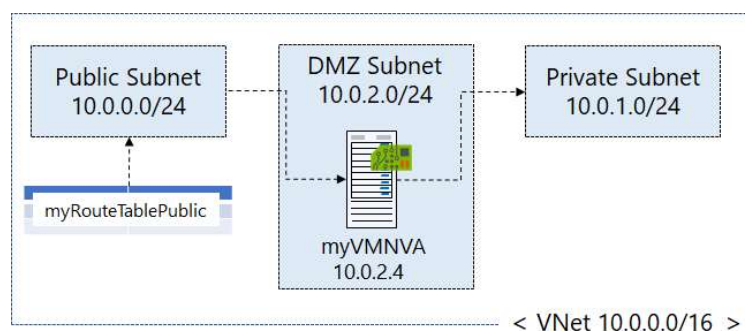 Public Subnet
10.0.0.0/24
myRouteTablePublic
DMZ Subnet
10.0.2.0/24
myVMNVA
10.0.2.4
Private Subnet
10.0.1.0/24
< VNet 10.0.0.0/16 >